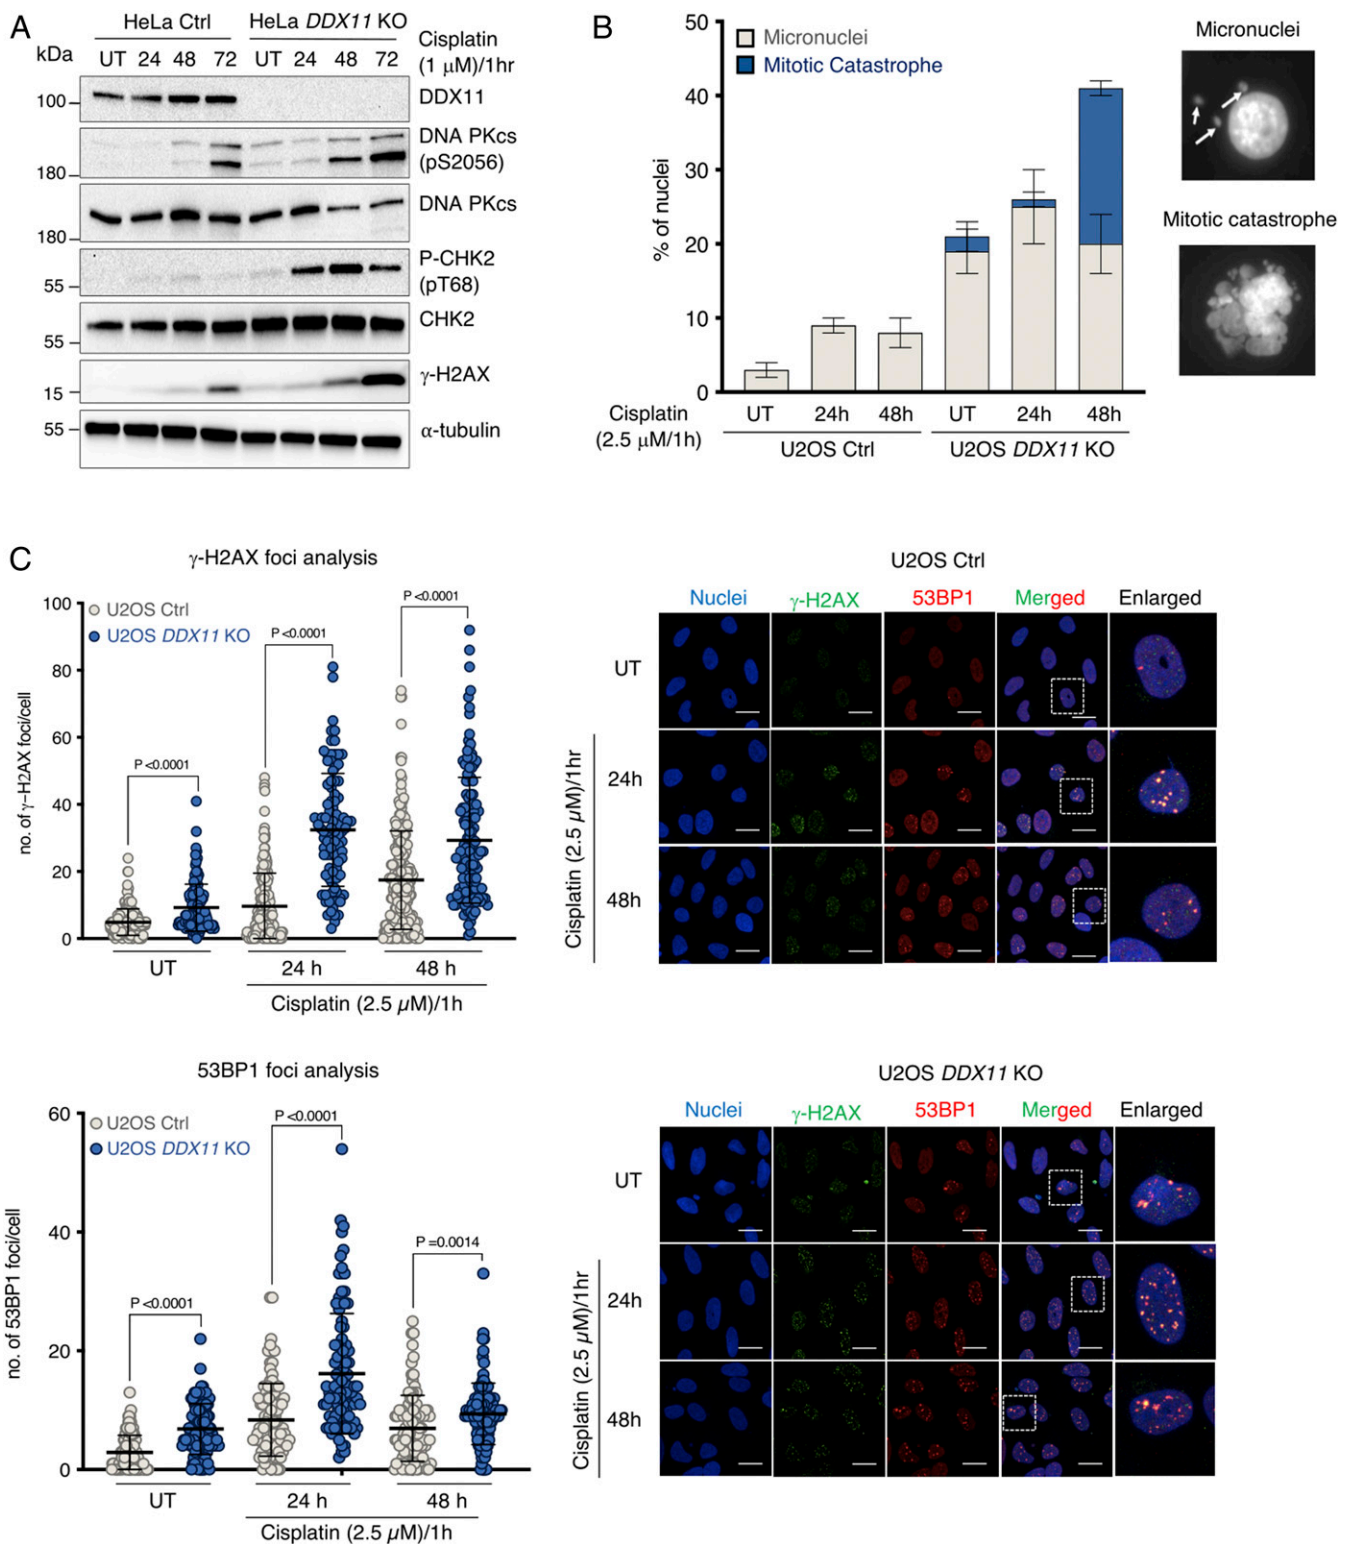 A
HeLa Ctrl HeLa DDX11 KO
kDa UT 24 48 72 UT 24 48 72 Cisplatin
(1 μM)/1hr
100 DDX11
DNA PKcs
180 (pS2056)
DNA PKcs
180
P-CHK2
55 (pT68)
CHK2
55
γ-H2AX
15
55 α-tubulin
B
50
40
30
20
10
0
% of nuclei
Micronuclei
Mitotic Catastrophe
UT 24h 48h UT 24h 48h
Cisplatin
(2.5 μM/1h)
U2OS Ctrl U2OS DDX11 KO
Micronuclei
Mitotic catastrophe
C
γ-H2AX foci analysis
100
80
60
40
20
0
no. of γ–H2AX foci/cell
U2OS Ctrl
U2OS DDX11 KO
P <0.0001
P <0.0001
P <0.0001
UT 24 h 48 h
Cisplatin (2.5 μM)/1h
U2OS Ctrl
Nuclei γ-H2AX 53BP1 Merged Enlarged
UT
24h
48h
Cisplatin (2.5 μM)/1hr
53BP1 foci analysis
60
40
20
0
no. of 53BP1 foci/cell
U2OS Ctrl
U2OS DDX11 KO
P <0.0001
P <0.0001
P =0.0014
UT 24 h 48 h
Cisplatin (2.5 μM)/1h
U2OS DDX11 KO
Nuclei γ-H2AX 53BP1 Merged Enlarged
UT
24h
48h
Cisplatin (2.5 μM)/1hr